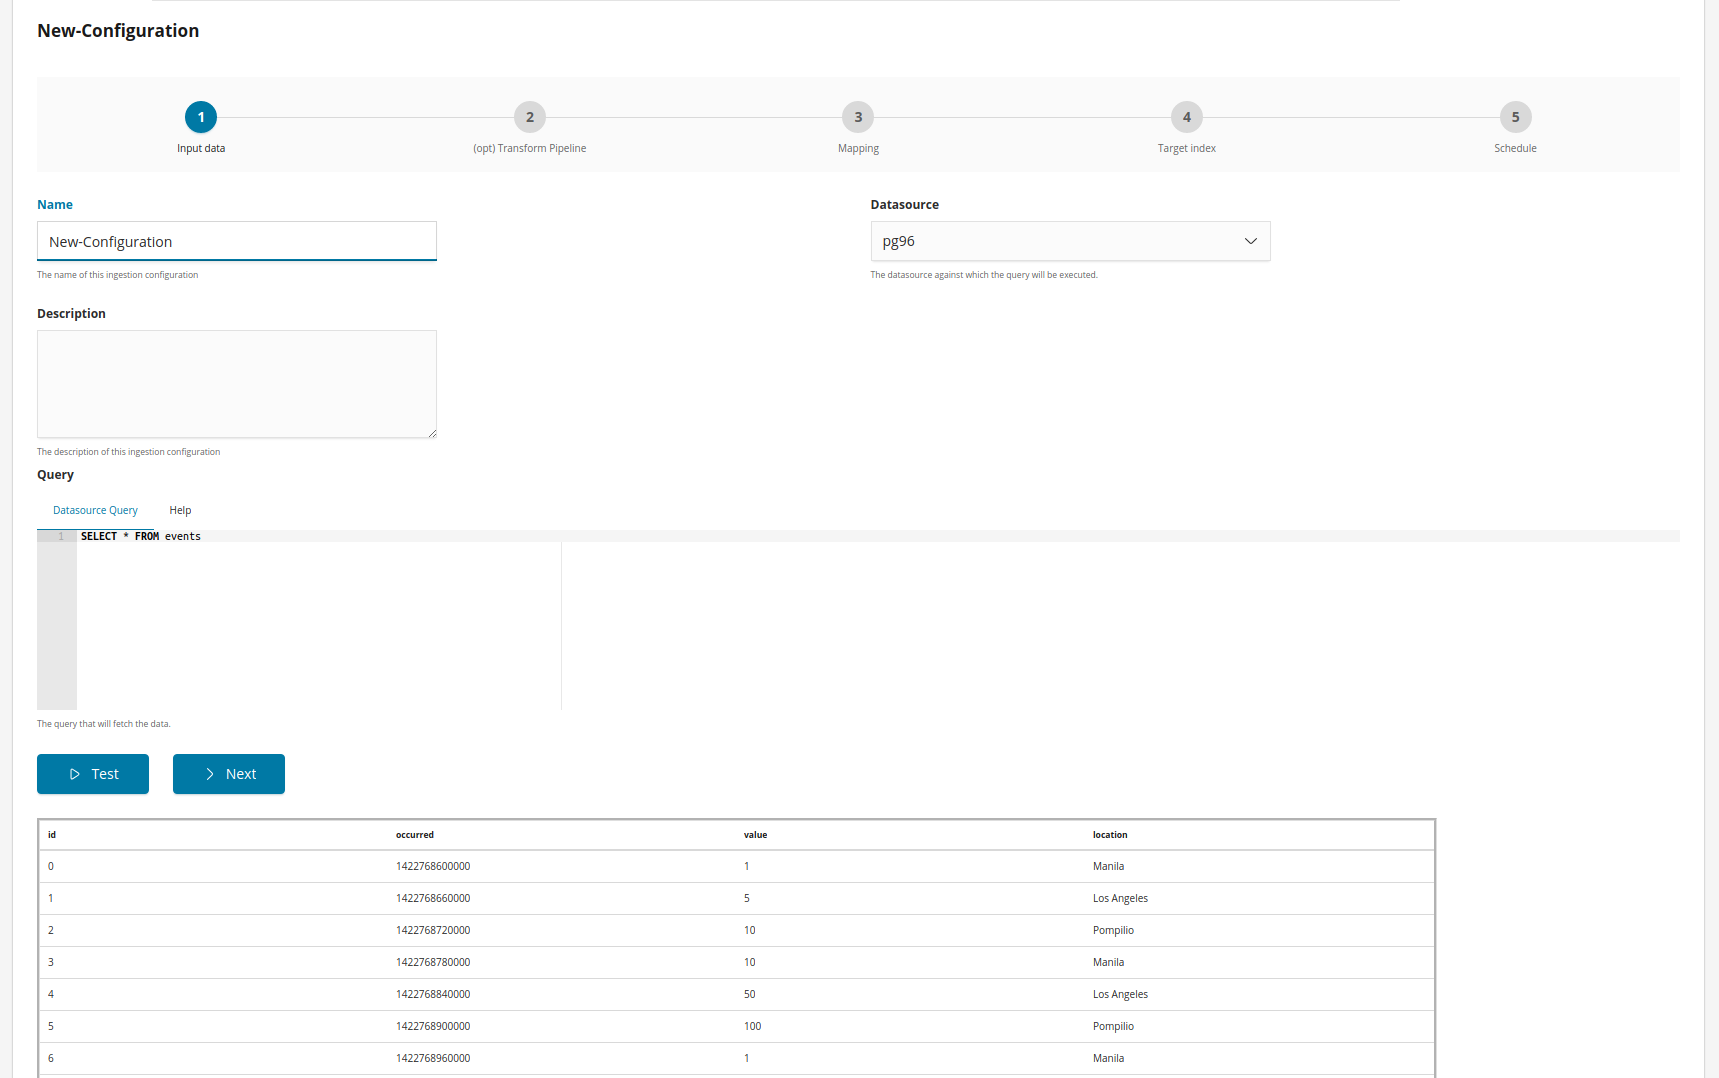 New-Configuration
1 2 3 4 5
Input data (opt) Transform Pipeline Mapping Target index Schedule
Name Datasource
New-Configuration pg96
The name of this ingestion configuration The datasource against which the query will be executed.
Description
The description of this ingestion configuration
Query
Datasource Query Help
1 SELECT * FROM events
The query that will fetch the data.
Test Next
id occurred value location
0 1422768600000 1 Manila
1 1422768660000 5 Los Angeles
2 1422768720000 10 Pompilio
3 1422768780000 10 Manila
4 1422768840000 50 Los Angeles
5 1422768900000 100 Pompilio
6 1422768960000 1 Manila